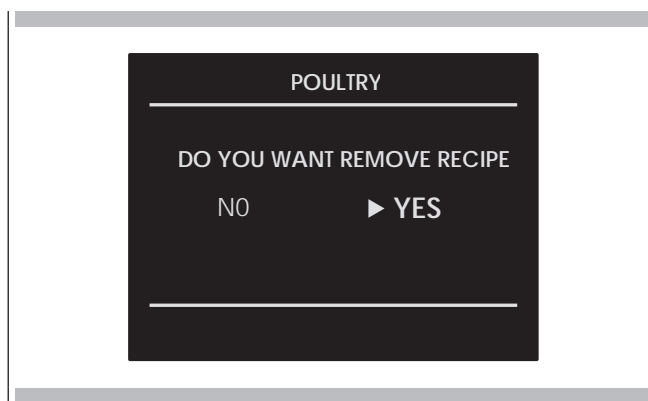 POULTRY
DO YOU WANT REMOVE RECIPE
N0 ▶ YES